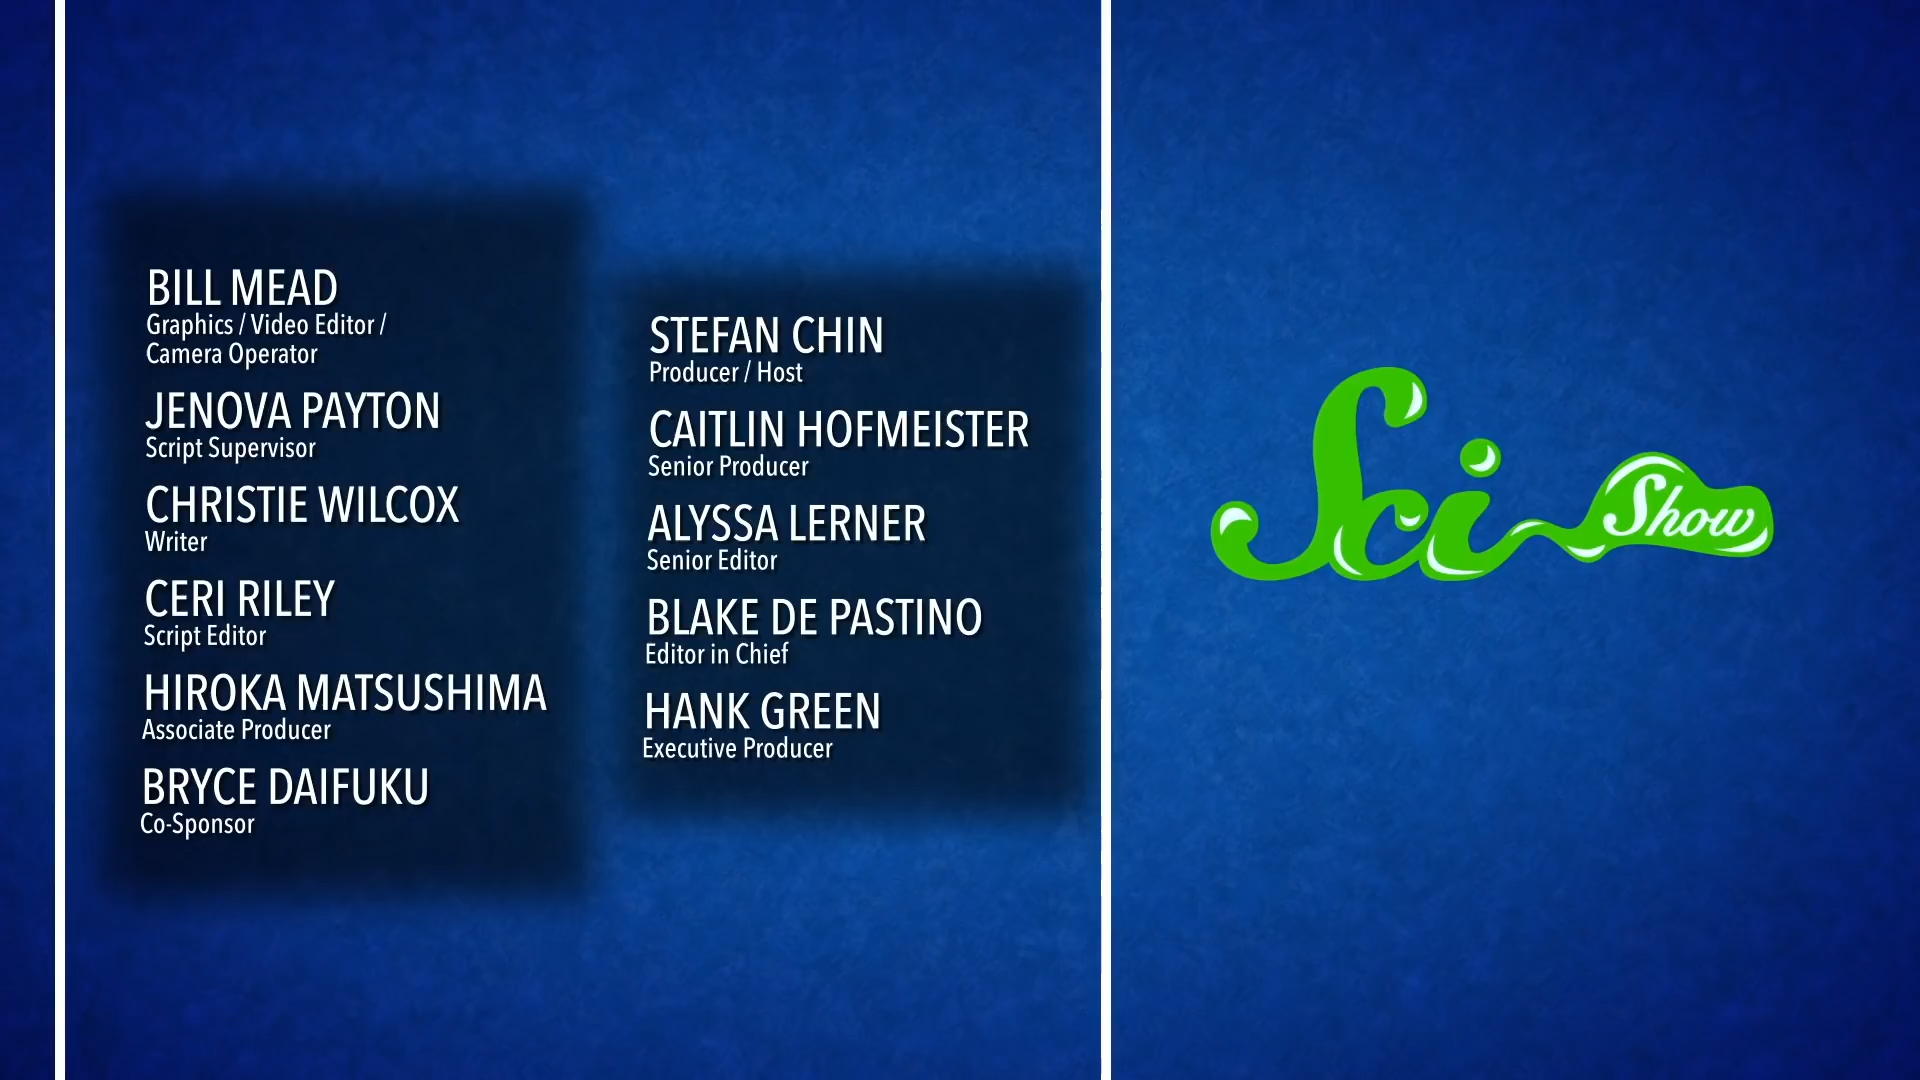 BILL MEAD
Graphics / Video Editor /
Camera Operator
JENOVA PAYTON
Script Supervisor
CHRISTIE WILCOX
Writer
CERI RILEY
Script Editor
HIROKA MATSUSHIMA
Associate Producer
BRYCE DAIFUKU
Co-Sponsor
STEFAN CHIN
Producer / Host
CAITLIN HOFMEISTER
Senior Producer
ALYSSA LERNER
Senior Editor
BLAKE DE PASTINO
Editor in Chief
HANK GREEN
Executive Producer
Sci Show